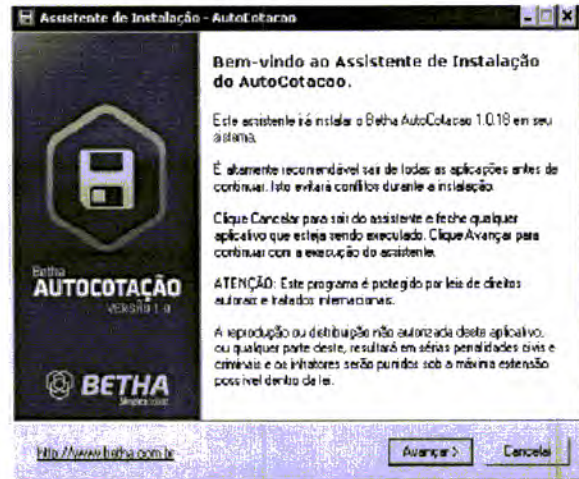 Assistente de Instalação - AutoCotacao
Bem-vindo ao Assistente de Instalação
do AutoCotacao.
Este assistente irá instalar o Betha AutoCotacao 1.0.18 em seu
sistema.
É altamente recomendável sair de todas as aplicações antes de
continuar. Isto evitará conflitos durante a instalação.
Clique Cancelar para sair do assistente e feche qualquer
aplicativo que esteja sendo executado. Clique Avançar para
continuar com a execução do assistente.
ATENÇÃO: Este programa é protegido por leis de direitos
autorais e tratados internacionais.
A reprodução ou distribuição não autorizada deste aplicativo,
ou qualquer parte deste, resultará em sérias penalidades civis e
criminais e os infratores serão punidos sob a máxima extensão
possível dentro da lei.
Betha
AUTOCOTAÇÃO
VERSÃO 1.0
BETHA
http://www.betha.com.br
Avançar >
Cancelar